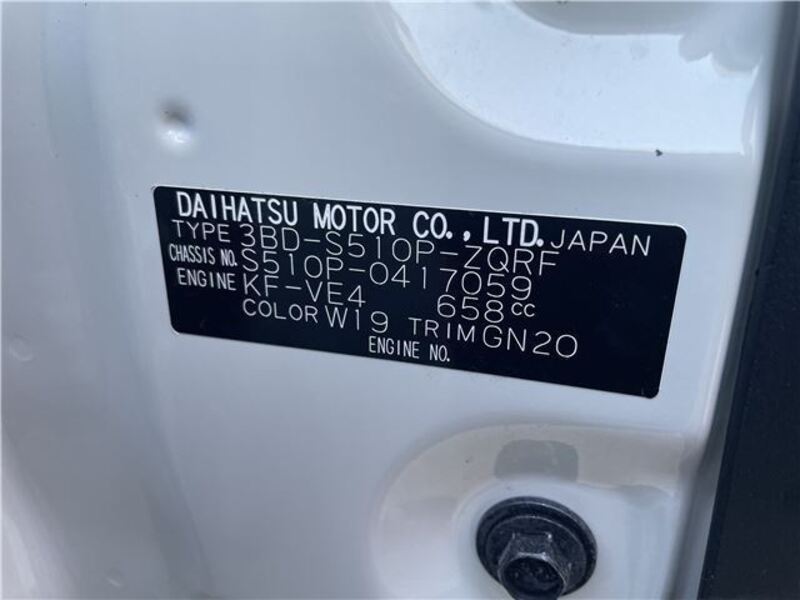 DAIHATSU MOTOR CO., LTD. JAPAN
TYPE 3BD-S510P-ZQRF
CHASSIS NO. S510P-0417059
ENGINE KF-VE4 658cc
COLOR W19 TRIM GN20
ENGINE NO.